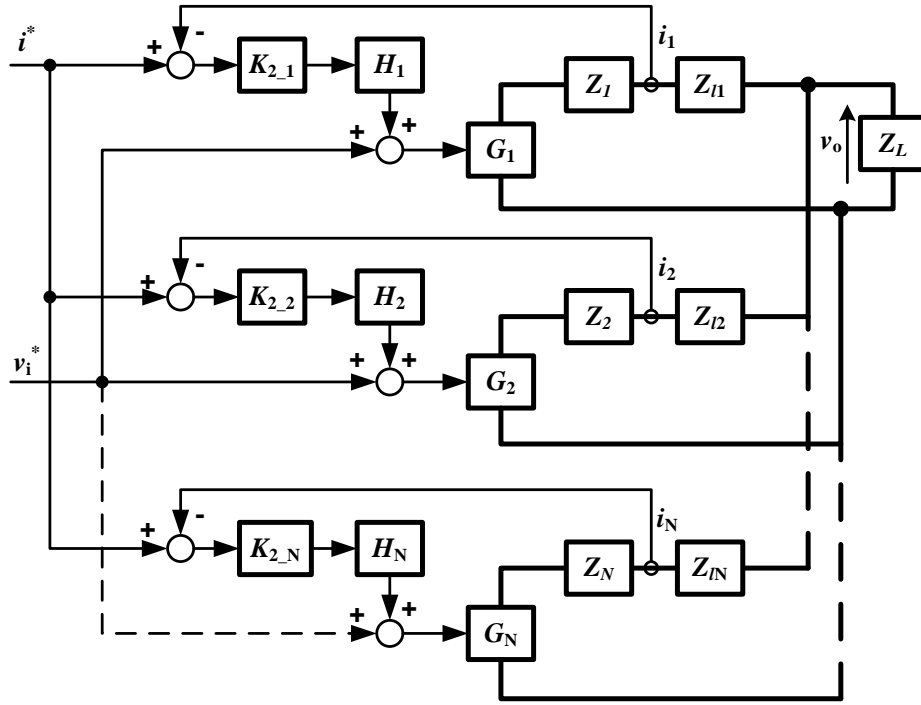 i*
+
-
K2_1
H1
i1
Z1
Zl1
+
+
G1
vo
ZL
+
-
K2_2
H2
i2
Z2
Zl2
vi*
+
+
G2
+
-
K2_N
HN
iN
ZN
ZlN
+
+
GN